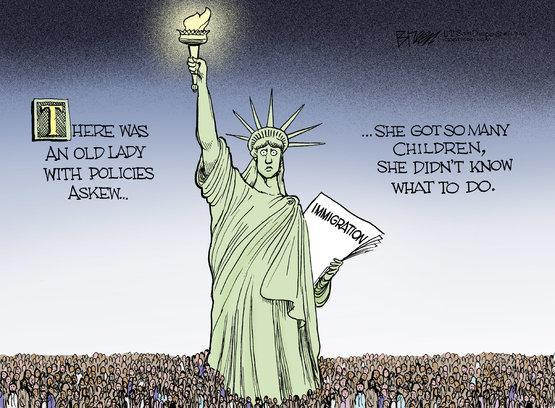 THERE WAS
AN OLD LADY
WITH POLICIES
ASKEW...
...SHE GOT SO MANY
CHILDREN,
SHE DIDN'T KNOW
WHAT TO DO.
IMMIGRATION